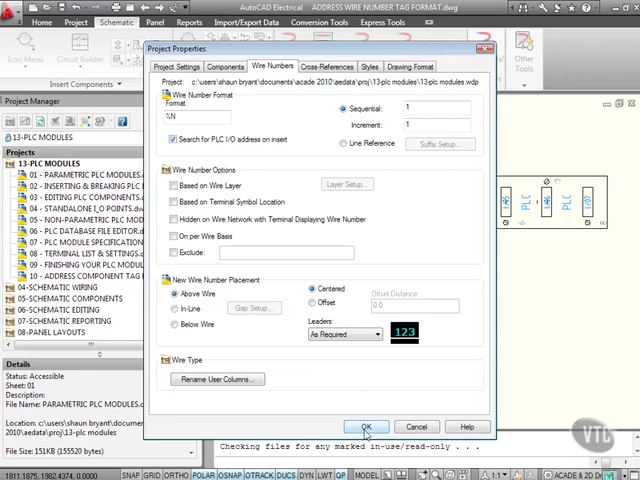 AutoCAD Electrical ADDRESS WIRE NUMBER TAG FORMAT.dwg
Home Project Schematic Panel Reports Import/Export Data Conversion Tools Express Tools
Icon Menu
Circuit Builder
Other Tools
Insert Components
Project Manager
13-PLC MODULES
Projects
13-PLC MODULES
01 - PARAMETRIC PLC MODULES.
02 - INSERTING & BREAKING PL
03 - EDITING PLC COMPONENTS
04 - STANDALONE I_O POINTS.d
05 - NON-PARAMETRIC PLC MO
06 - PLC DATABASE FILE EDITOR.
07 - PLC MODULE SPECIFICATION
08 - TERMINAL LIST & SETTINGS.
09 - FINISHING YOUR PLC MODUL
10 - ADDRESS COMPONENT TAG
04-SCHEMATIC WIRING
05-SCHEMATIC COMPONENTS
06-SCHEMATIC EDITING
07-SCHEMATIC REPORTING
08-PANEL LAYOUTS
Details
Status: Accessible
Sheet: 01
Description:
File Name: PARAMETRIC PLC MODUL
Location: c:\users\shaun bryant\document
acade 2010\aedata\proj\13-plc modules
File Size: 151KB (155520 bytes)
Project Properties
Project Settings Components Wire Numbers Cross-References Styles Drawing Format
Project: c:\users\shaun bryant\documents\acade 2010\aedata\proj\13-plc modules\13-plc modules.wdp
Wire Number Format
Format:
%N
Search for PLC I/O address on insert
Sequential: 1
Increment: 1
Line Reference Suffix Setup...
Wire Number Options
Based on Wire Layer Layer Setup...
Based on Terminal Symbol Location
Hidden on Wire Network with Terminal Displaying Wire Number
On per Wire Basis
Exclude:
New Wire Number Placement
Above Wire
In-Line Gap Setup...
Below Wire
Centered
Offset
Offset Distance
0.0
Leaders:
As Required 123
Wire Type
Rename User Columns...
OK Cancel Help
PLC
PLC
Checking files for any marked in-use/read-only . . .
1811.1875, 1982.4374, 0.0000 SNAP GRID ORTHO POLAR OSNAP OTRACK DUCS DYN LWT QP MODEL 1:1 ACADE & 2D Dr
VTC